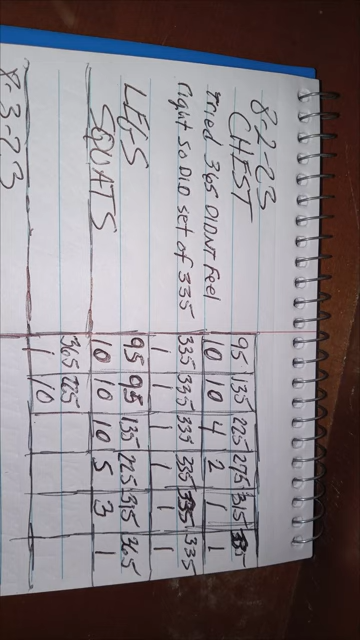 8-2-23
CHEST
95 135 225 275 315 335
tried 365 DIDNT feel
10 10 4 2 1 1
right so DID set of 335
335 335 335 335 335 335
1 1 1 1 1 1
LEGS
95 95 135 225 315 365
SQUATS
10 10 10 5 3 1
365 225
1 10
8-3-23